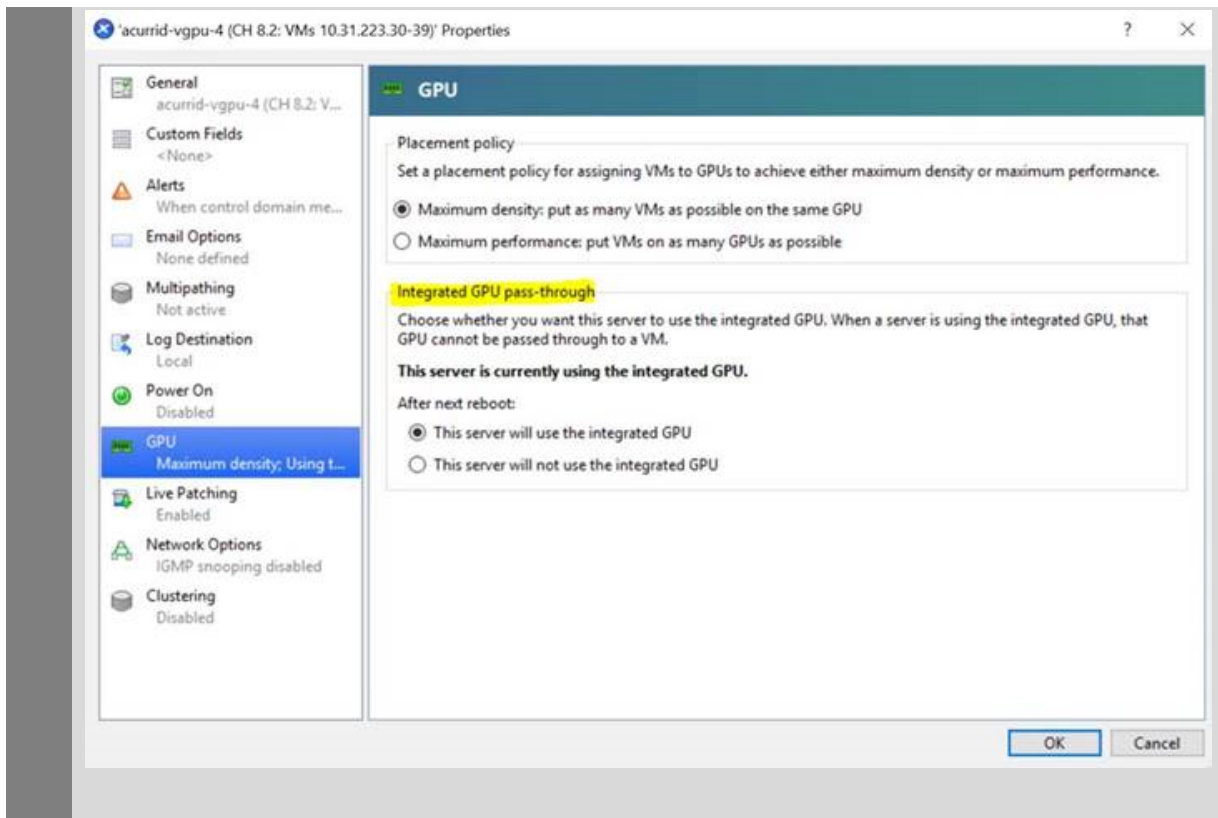 'acurrid-vgpu-4 (CH 8.2: VMs 10.31.223.30-39)' Properties
?
General
acurrid-vgpu-4 (CH 8.2: V...
Custom Fields
<None>
Alerts
When control domain me...
Email Options
None defined
Multipathing
Not active
Log Destination
Local
Power On
Disabled
GPU
Maximum density; Using t...
Live Patching
Enabled
Network Options
IGMP snooping disabled
Clustering
Disabled
GPU
Placement policy
Set a placement policy for assigning VMs to GPUs to achieve either maximum density or maximum performance.
Maximum density: put as many VMs as possible on the same GPU
Maximum performance: put VMs on as many GPUs as possible
Integrated GPU pass-through
Choose whether you want this server to use the integrated GPU. When a server is using the integrated GPU, that
GPU cannot be passed through to a VM.
This server is currently using the integrated GPU.
After next reboot:
This server will use the integrated GPU
This server will not use the integrated GPU
OK
Cancel